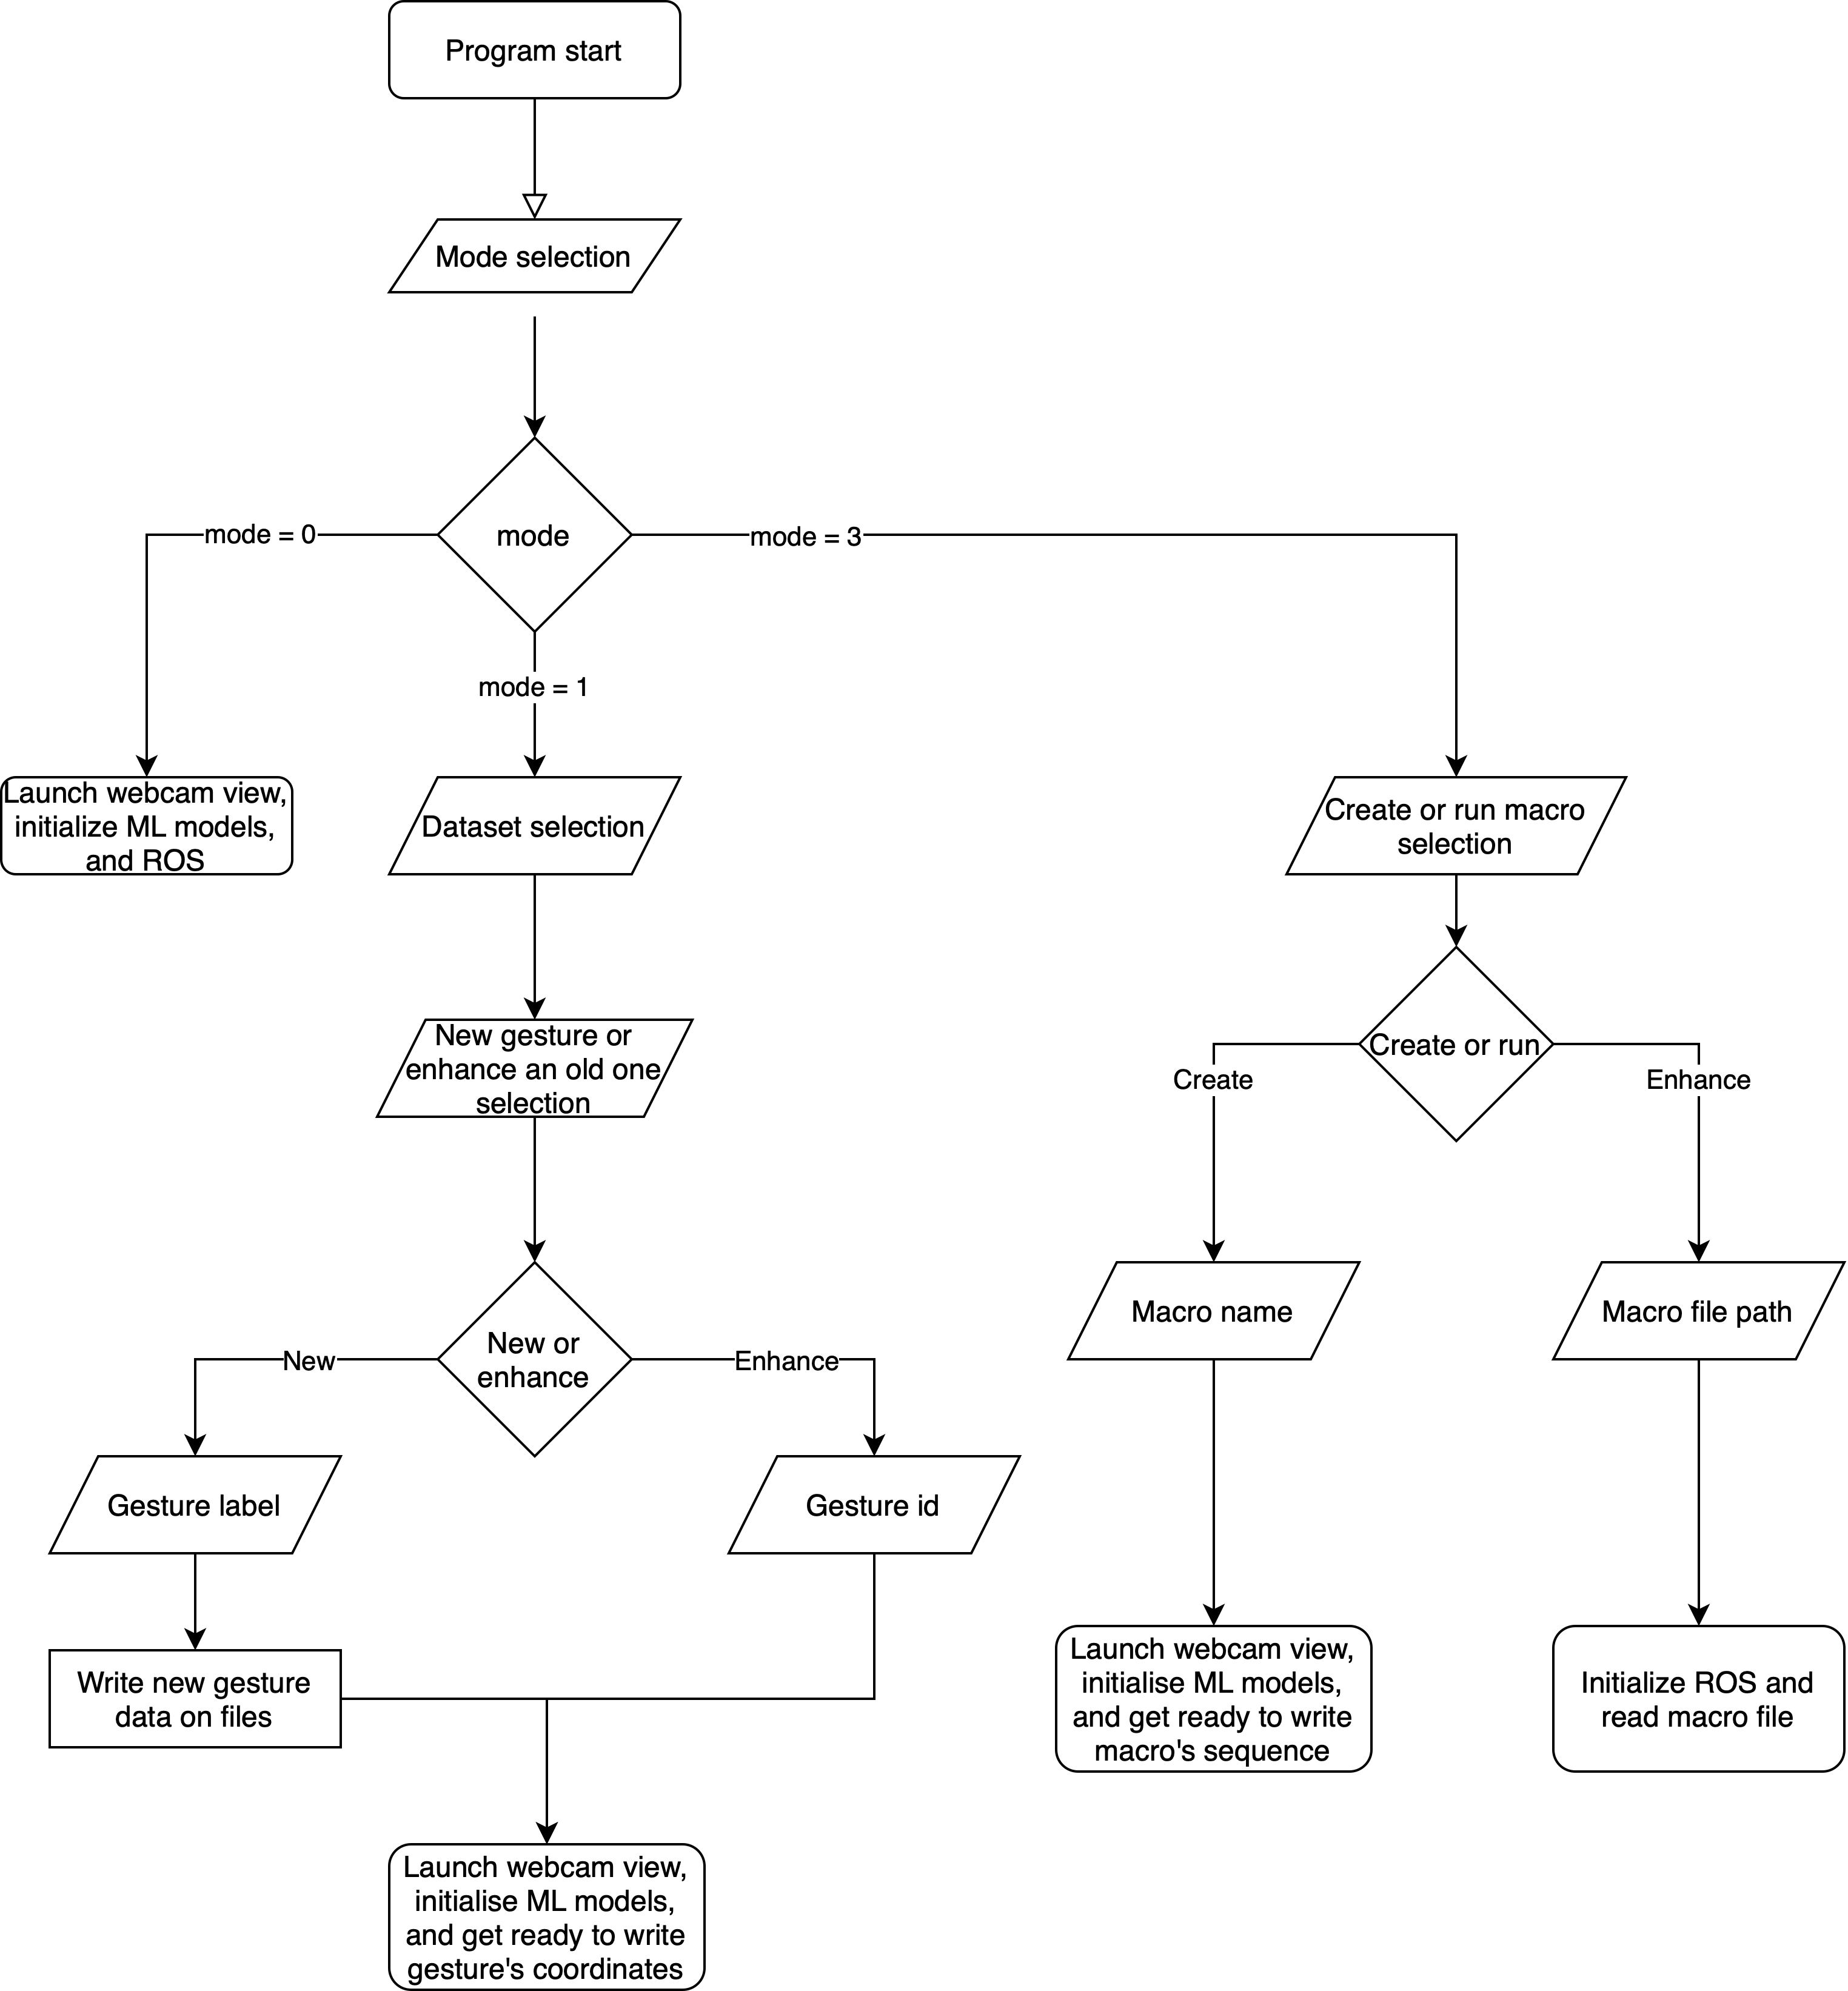 Program start
Mode selection
mode
mode = 0
mode = 3
mode = 1
Launch webcam view,
initialize ML models,
and ROS
Dataset selection
Create or run macro
selection
New gesture or
enhance an old one
selection
Create or run
Create
Enhance
New or
enhance
New
Enhance
Macro name
Macro file path
Gesture label
Gesture id
Write new gesture
data on files
Launch webcam view,
initialise ML models,
and get ready to write
macro's sequence
Initialize ROS and
read macro file
Launch webcam view,
initialise ML models,
and get ready to write
gesture's coordinates